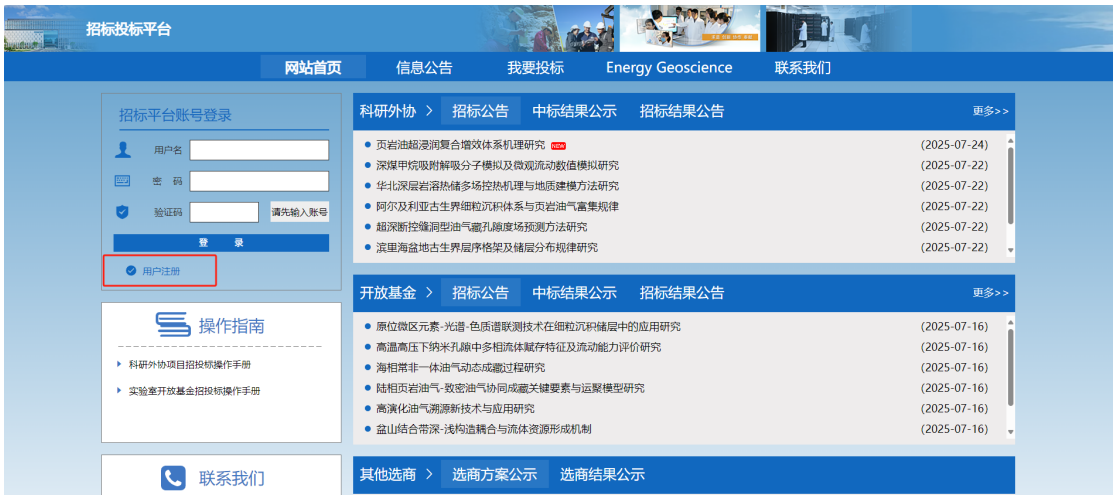 招标投标平台
网站首页 信息公告 我要投标 Energy Geoscience 联系我们
招标平台账号登录
用户名
密 码
验证码 请先输入账号
登 录
用户注册
操作指南
科研外协项目招投标操作手册
实验室开放基金招投标操作手册
联系我们
科研外协 > 招标公告 中标结果公示 招标结果公告 更多>>
页岩油超浸润复合增效体系机理研究 NEW (2025-07-24)
深煤甲烷吸附解吸分子模拟及微观流动数值模拟研究 (2025-07-22)
华北深层岩溶热储多场控热机理与地质建模方法研究 (2025-07-22)
阿尔及利亚古生界细粒沉积体系与页岩油气富集规律 (2025-07-22)
超深断控缝洞型油气藏孔隙度场预测方法研究 (2025-07-22)
滨里海盆地古生界层序格架及储层分布规律研究 (2025-07-22)
开放基金 > 招标公告 中标结果公示 招标结果公告 更多>>
原位微区元素-光谱-色质谱联测技术在细粒沉积储层中的应用研究 (2025-07-16)
高温高压下纳米孔隙中多相流体赋存特征及流动能力评价研究 (2025-07-16)
海相常非一体油气动态成藏过程研究 (2025-07-16)
陆相页岩油气-致密油气协同成藏关键要素与运聚模型研究 (2025-07-16)
高演化油气溯源新技术与应用研究 (2025-07-16)
盆山结合带深-浅构造耦合与流体资源形成机制 (2025-07-16)
其他选商 > 选商方案公示 选商结果公示